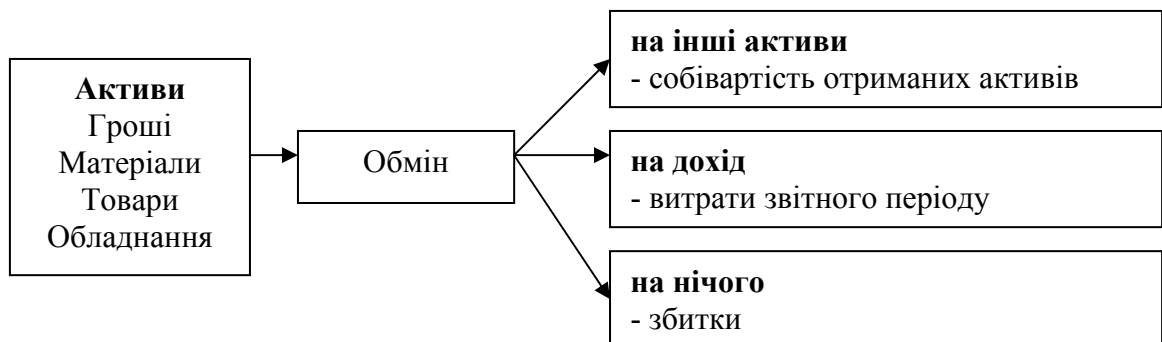 Активи
Гроші
Матеріали
Товари
Обладнання
Обмін
на інші активи
- собівартість отриманих активів
на дохід
- витрати звітного періоду
на нічого
- збитки